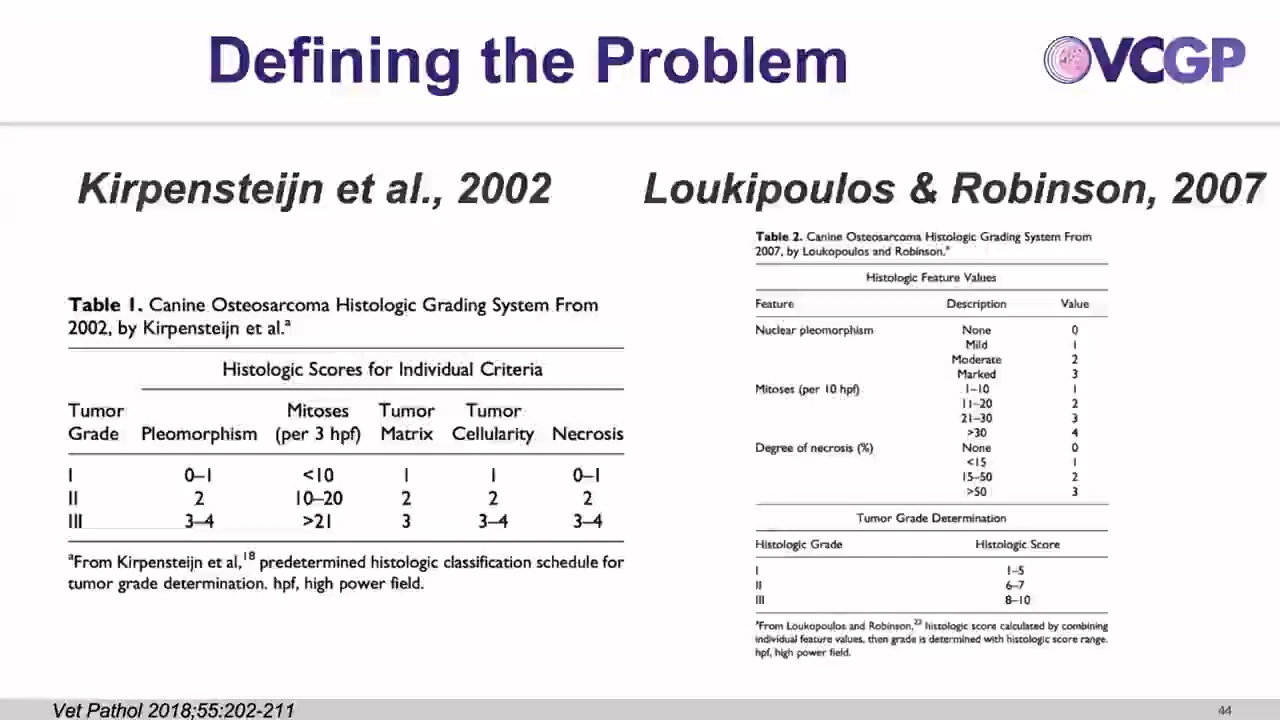 Defining the Problem
VCGP
Kirpensteijn et al., 2002
Loukipoulos & Robinson, 2007
Table 1. Canine Osteosarcoma Histologic Grading System From
2002, by Kirpensteijn et al.ᵃ
Histologic Scores for Individual Criteria
Tumor Mitoses Tumor Tumor
Grade Pleomorphism (per 3 hpf) Matrix Cellularity Necrosis
I 0–1 <10 1 1 0–1
II 2 10–20 2 2 2
III 3–4 >21 3 3–4 3–4
ᵃFrom Kirpensteijn et al,¹⁸ predetermined histologic classification schedule for
tumor grade determination. hpf, high power field.
Table 2. Canine Osteosarcoma Histologic Grading System From
2007, by Loukopoulos and Robinson.ᵃ
Histologic Feature Values
Feature Description Value
Nuclear pleomorphism None 0
Mild 1
Moderate 2
Marked 3
Mitoses (per 10 hpf) 1–10 1
11–20 2
21–30 3
>30 4
Degree of necrosis (%) None 0
<15 1
15–50 2
>50 3
Tumor Grade Determination
Histologic Grade Histologic Score
I 1–5
II 6–7
III 8–10
ᵃFrom Loukopoulos and Robinson,²² histologic score calculated by combining
individual feature values, then grade is determined with histologic score range.
hpf, high power field.
Vet Pathol 2018;55:202-211
44